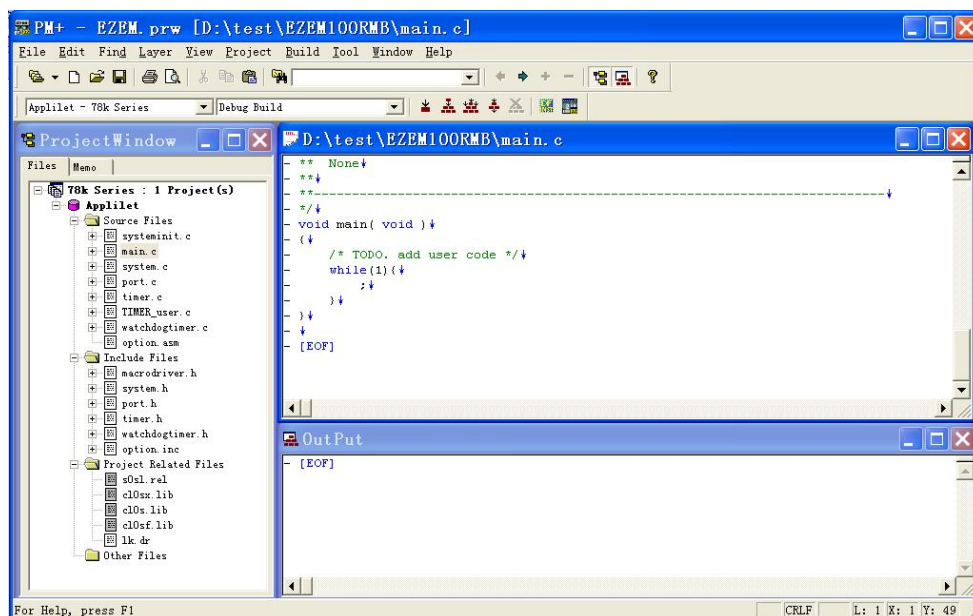 PM+ - EZEM.prw [D:\test\EZEM100RMB\main.c]
File Edit Find Layer View Project Build Tool Window Help
Applilet - 78k Series Debug Build
ProjectWindow
Files Memo
78k Series : 1 Project(s)
Applilet
Source Files
systeminit.c
main.c
system.c
port.c
timer.c
TIMER_user.c
watchdogtimer.c
option.asm
Include Files
macrodriver.h
system.h
port.h
timer.h
watchdogtimer.h
option.inc
Project Related Files
s0sl.rel
cl0sx.lib
cl0s.lib
cl0sf.lib
lk.dr
Other Files
D:\test\EZEM100RMB\main.c
** None↓
**↓
**-----------------------------------------------------------------------------↓
*/↓
void main( void )↓
{↓
/* TODO. add user code */↓
while(1){↓
;↓
}↓
}↓
↓
[EOF]
OutPut
[EOF]
For Help, press F1
CRLF L: 1 X: 1 Y: 49